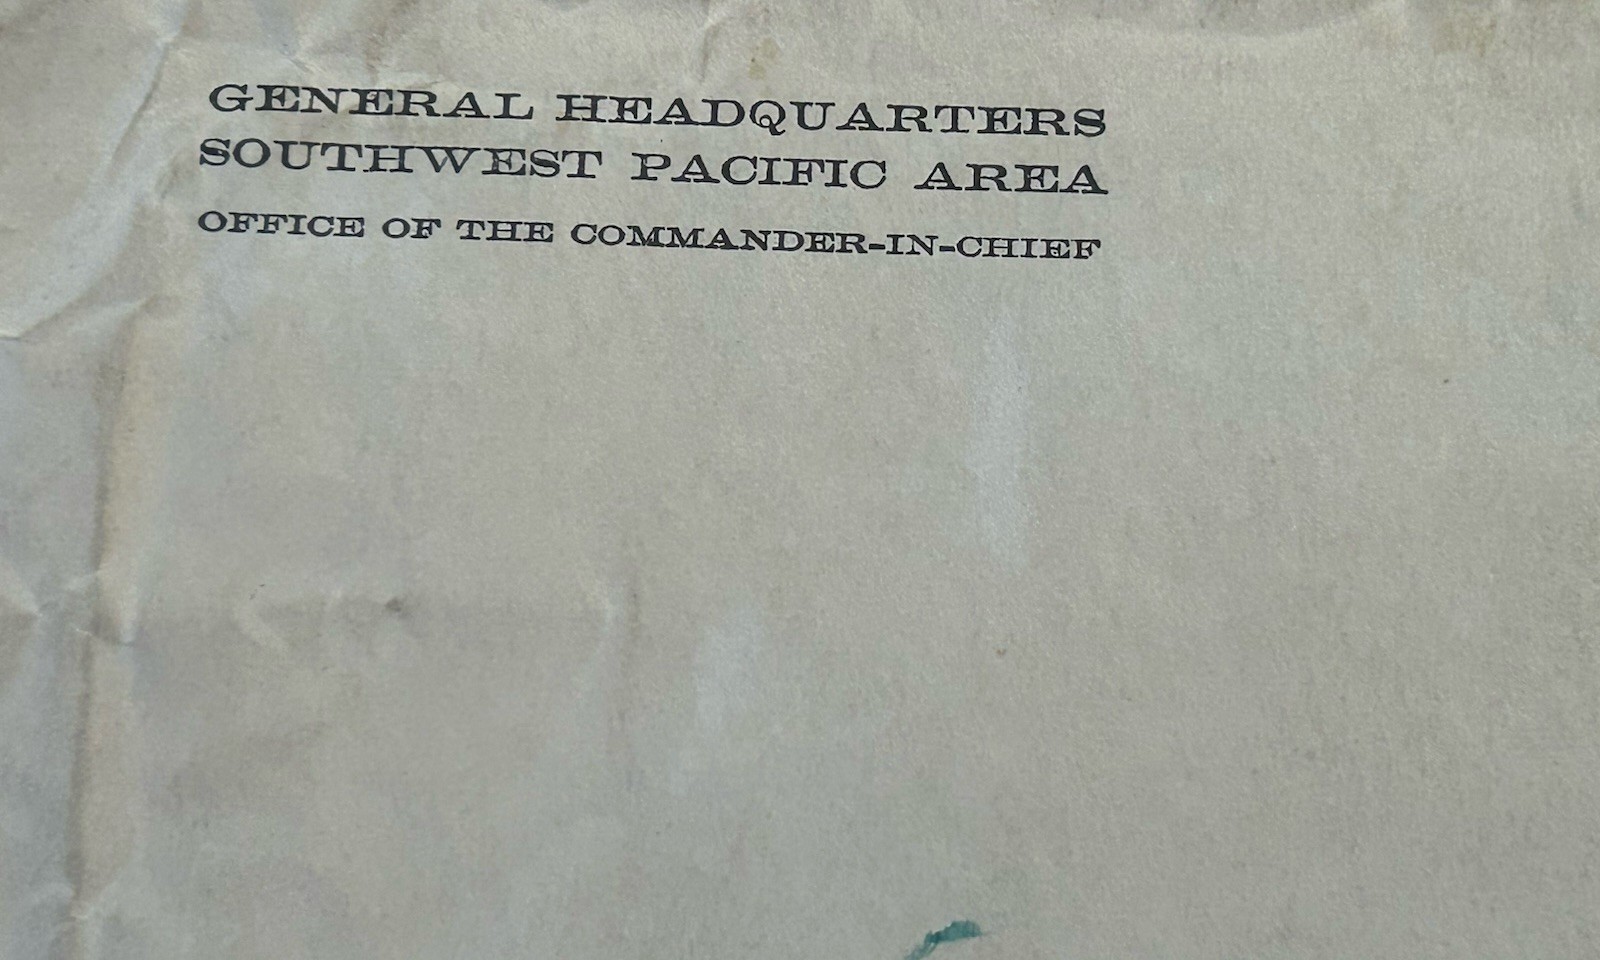 GENERAL HEADQUARTERS
SOUTHWEST PACIFIC AREA
OFFICE OF THE COMMANDER-IN-CHIEF